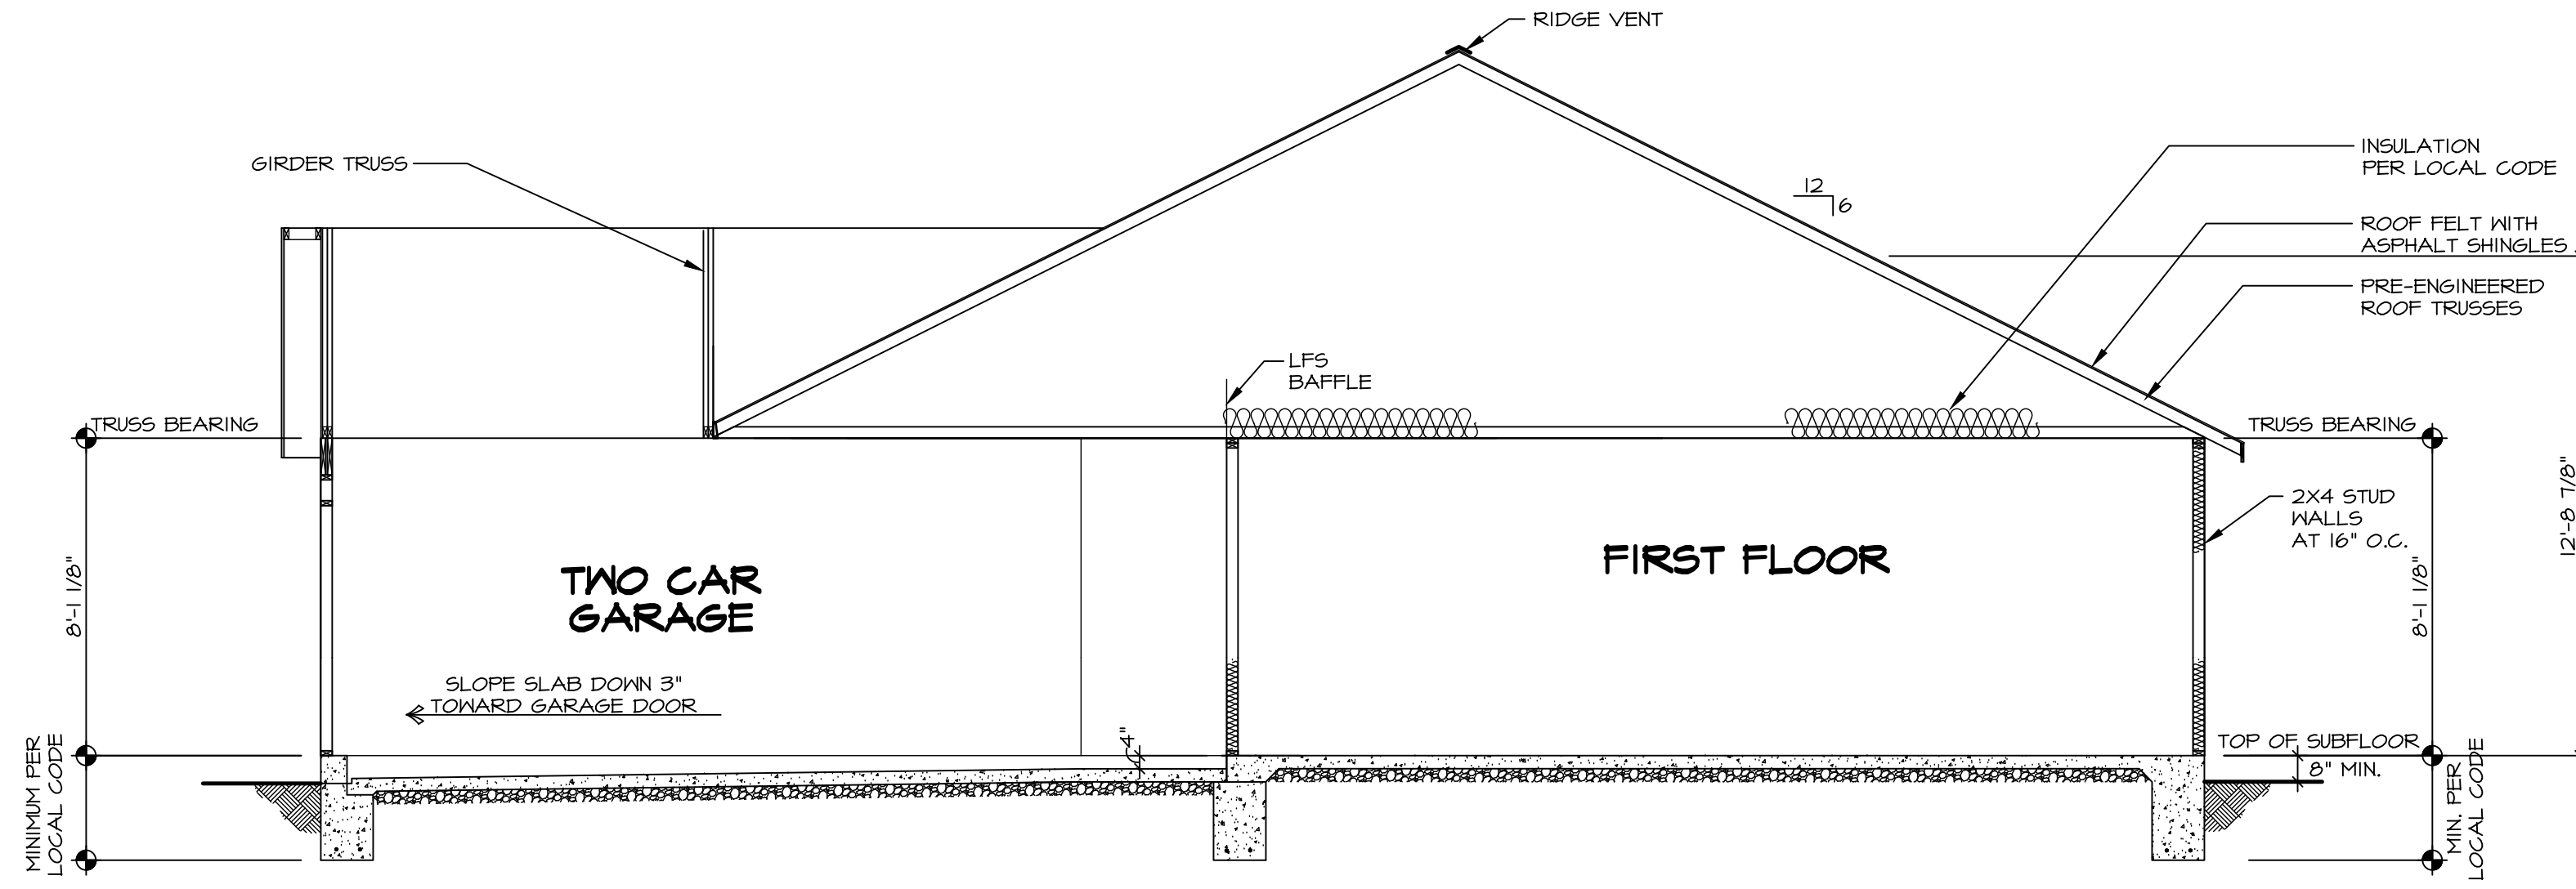 RIDGE VENT
GIRDER TRUSS
INSULATION
PER LOCAL CODE
12
6
ROOF FELT WITH
ASPHALT SHINGLES
PRE-ENGINEERED
ROOF TRUSSES
LFS
BAFFLE
TRUSS BEARING
TRUSS BEARING
2X4 STUD
WALLS
AT 16" O.C.
12'-8 7/8"
8'-1 1/8"
8'-1 1/8"
TWO CAR
GARAGE
FIRST FLOOR
SLOPE SLAB DOWN 3"
TOWARD GARAGE DOOR
4"
TOP OF SUBFLOOR
8" MIN.
MINIMUM PER
LOCAL CODE
MIN. PER
LOCAL CODE